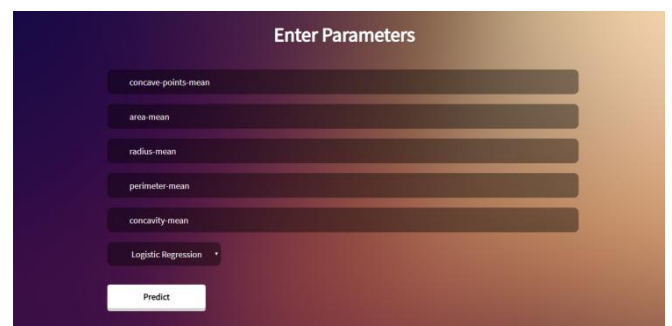 Enter Parameters
concave-points-mean
area-mean
radius-mean
perimeter-mean
concavity-mean
Logistic Regression
Predict